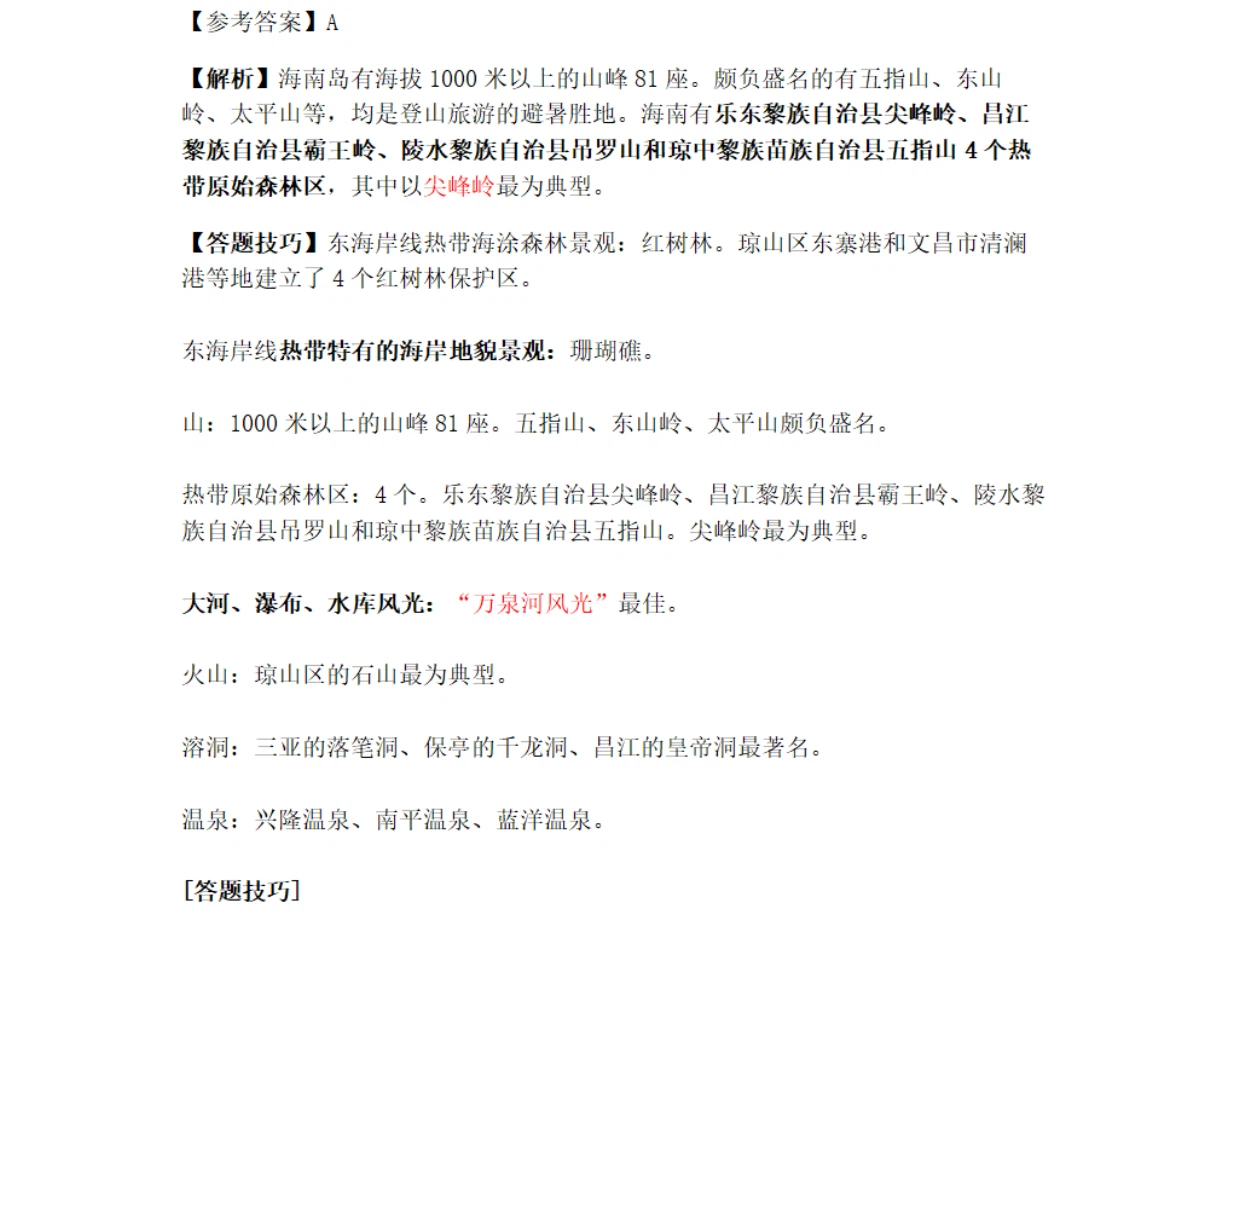 【参考答案】A
【解析】海南岛有海拔 1000 米以上的山峰 81 座。颇负盛名的有五指山、东山
岭、太平山等，均是登山旅游的避暑胜地。海南有乐东黎族自治县尖峰岭、昌江
黎族自治县霸王岭、陵水黎族自治县吊罗山和琼中黎族苗族自治县五指山 4 个热
带原始森林区，其中以尖峰岭最为典型。
【答题技巧】东海岸线热带海涂森林景观：红树林。琼山区东寨港和文昌市清澜
港等地建立了 4 个红树林保护区。
东海岸线热带特有的海岸地貌景观：珊瑚礁。
山：1000 米以上的山峰 81 座。五指山、东山岭、太平山颇负盛名。
热带原始森林区：4 个。乐东黎族自治县尖峰岭、昌江黎族自治县霸王岭、陵水黎
族自治县吊罗山和琼中黎族苗族自治县五指山。尖峰岭最为典型。
大河、瀑布、水库风光：“万泉河风光”最佳。
火山：琼山区的石山最为典型。
溶洞：三亚的落笔洞、保亭的千龙洞、昌江的皇帝洞最著名。
温泉：兴隆温泉、南平温泉、蓝洋温泉。
[答题技巧]